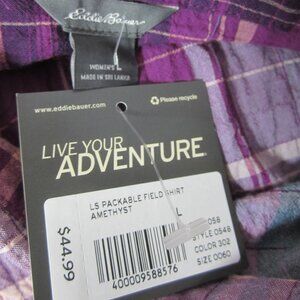 Eddie Bauer
WOMEN'S L
MADE IN SRI LANKA
www.eddiebauer.com
Please recycle
LIVE YOUR
ADVENTURE.
LS PACKABLE FIELD SHIRT
AMETHYST
L
$44.99
058
STYLE 0548
COLOR 302
SIZE 0060
400009588576